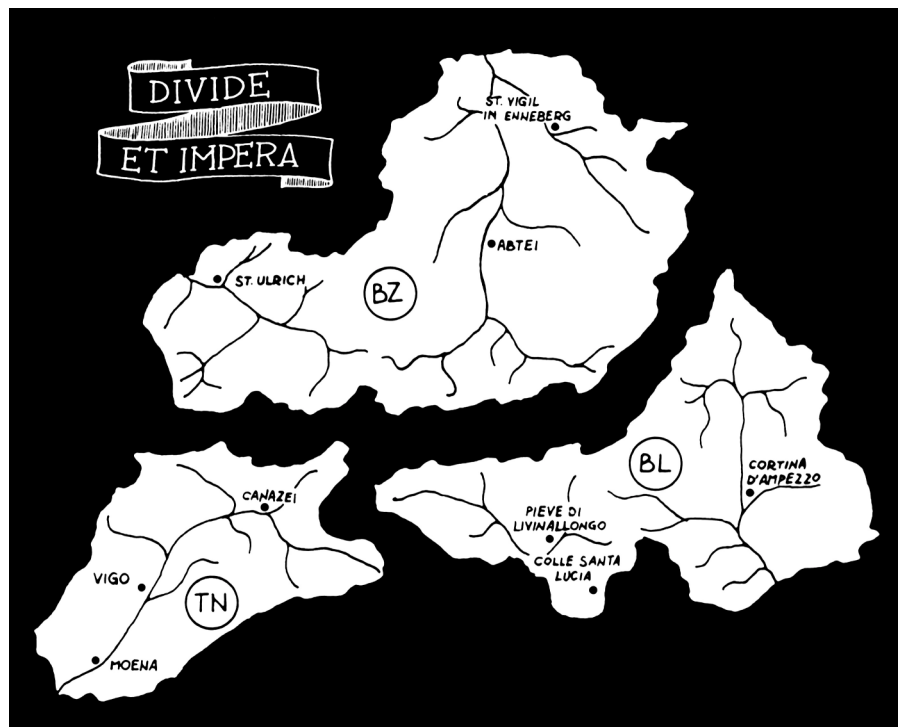 DIVIDE
ET IMPERA
ST. VIGIL
IN ENNEBERG
ABTEI
ST. ULRICH
BZ
BL
CORTINA
D'AMPEZZO
CANAZEI
PIEVE DI
LIVINALLONGO
COLLE SANTA
LUCIA
VIGO
TN
MOENA